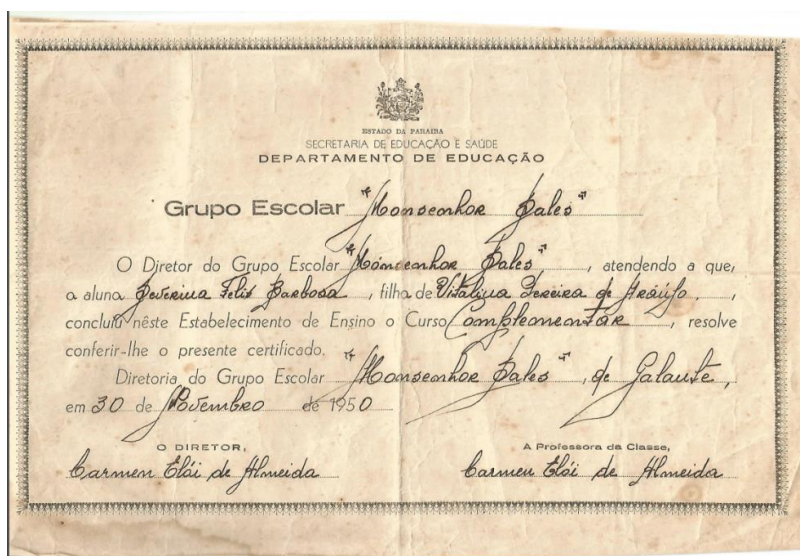 ESTADO DA PARAIBA
SECRETARIA DE EDUCAÇÃO E SAÚDE
DEPARTAMENTO DE EDUCAÇÃO
Grupo Escolar "Monsenhor Sales"
O Diretor do Grupo Escolar "Monsenhor Sales", atendendo a que,
a aluna Severina Felis Barbosa, filha de Vitalina Pereira de Araújo,
concluiu nêste Estabelecimento de Ensino o Curso Complementar, resolve
conferir-lhe o presente certificado.
Diretoria do Grupo Escolar "Monsenhor Sales", de Galante,
em 30 de Novembro de 1950
O DIRETOR,
Carmen Elói de Almeida
A Professora da Classe,
Carmen Elói de Almeida